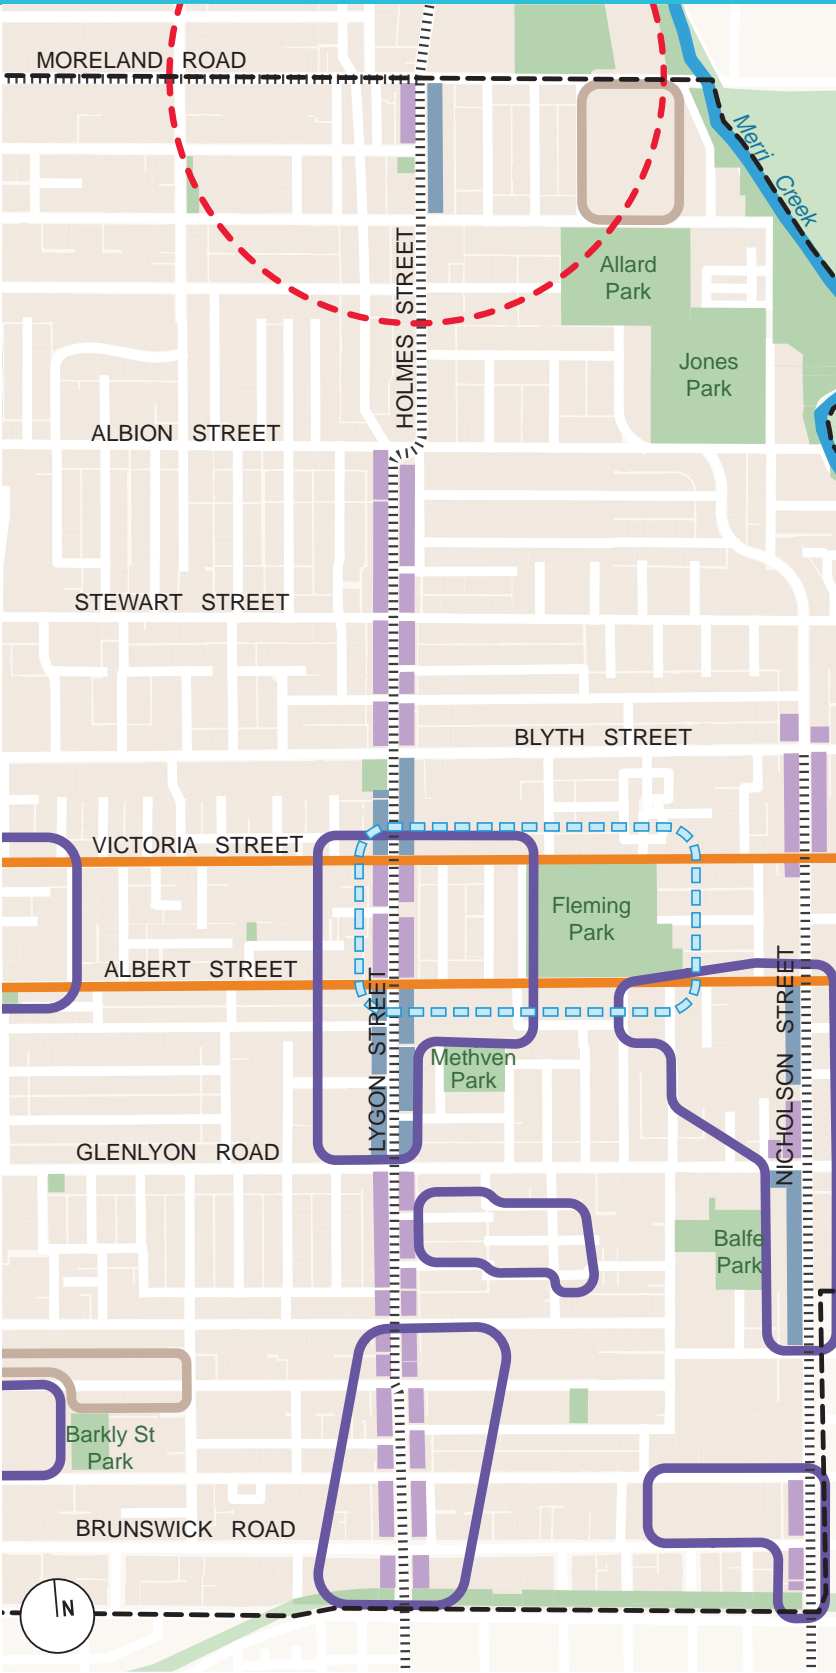 MORELAND ROAD
Merri Creek
HOLMES STREET
Allard
Park
Jones
Park
ALBION STREET
STEWART STREET
BLYTH STREET
VICTORIA STREET
Fleming
Park
ALBERT STREET
LYGON STREET
NICHOLSON STREET
Methven
Park
GLENLYON ROAD
Balfe
Park
Barkly St
Park
BRUNSWICK ROAD
N